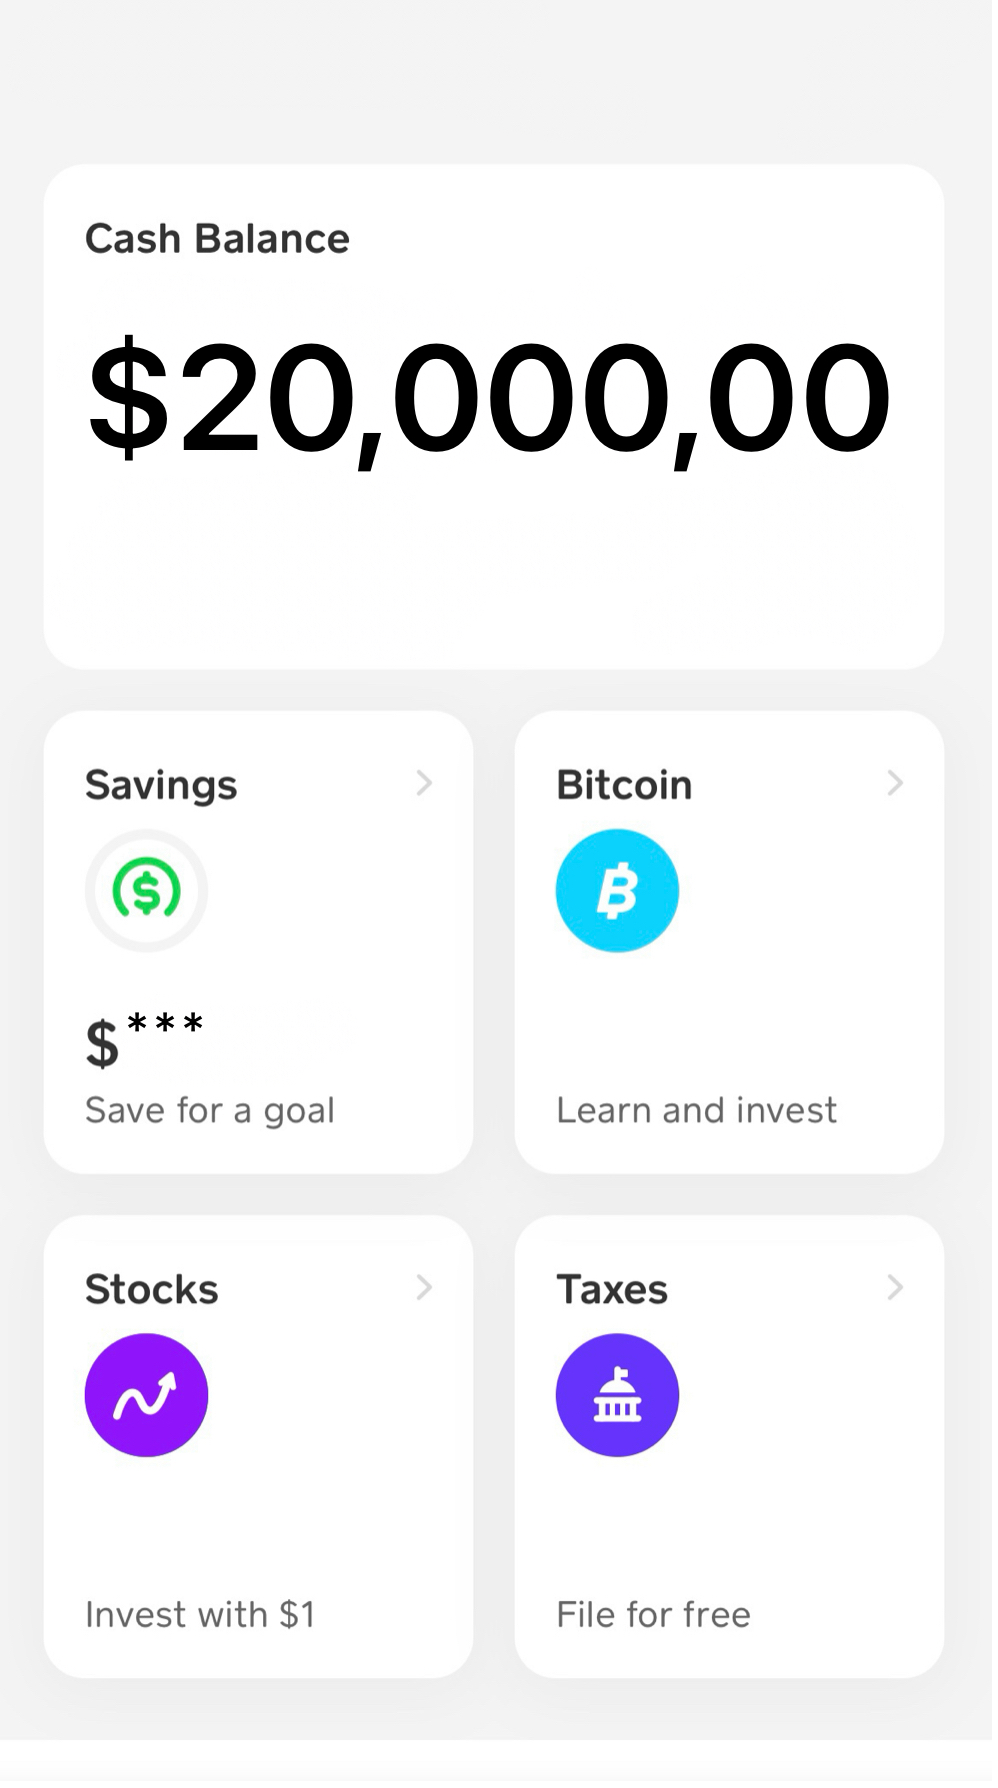 Cash Balance
$20,000,00
Savings
Bitcoin
$***
Save for a goal
Learn and invest
Stocks
Taxes
Invest with $1
File for free